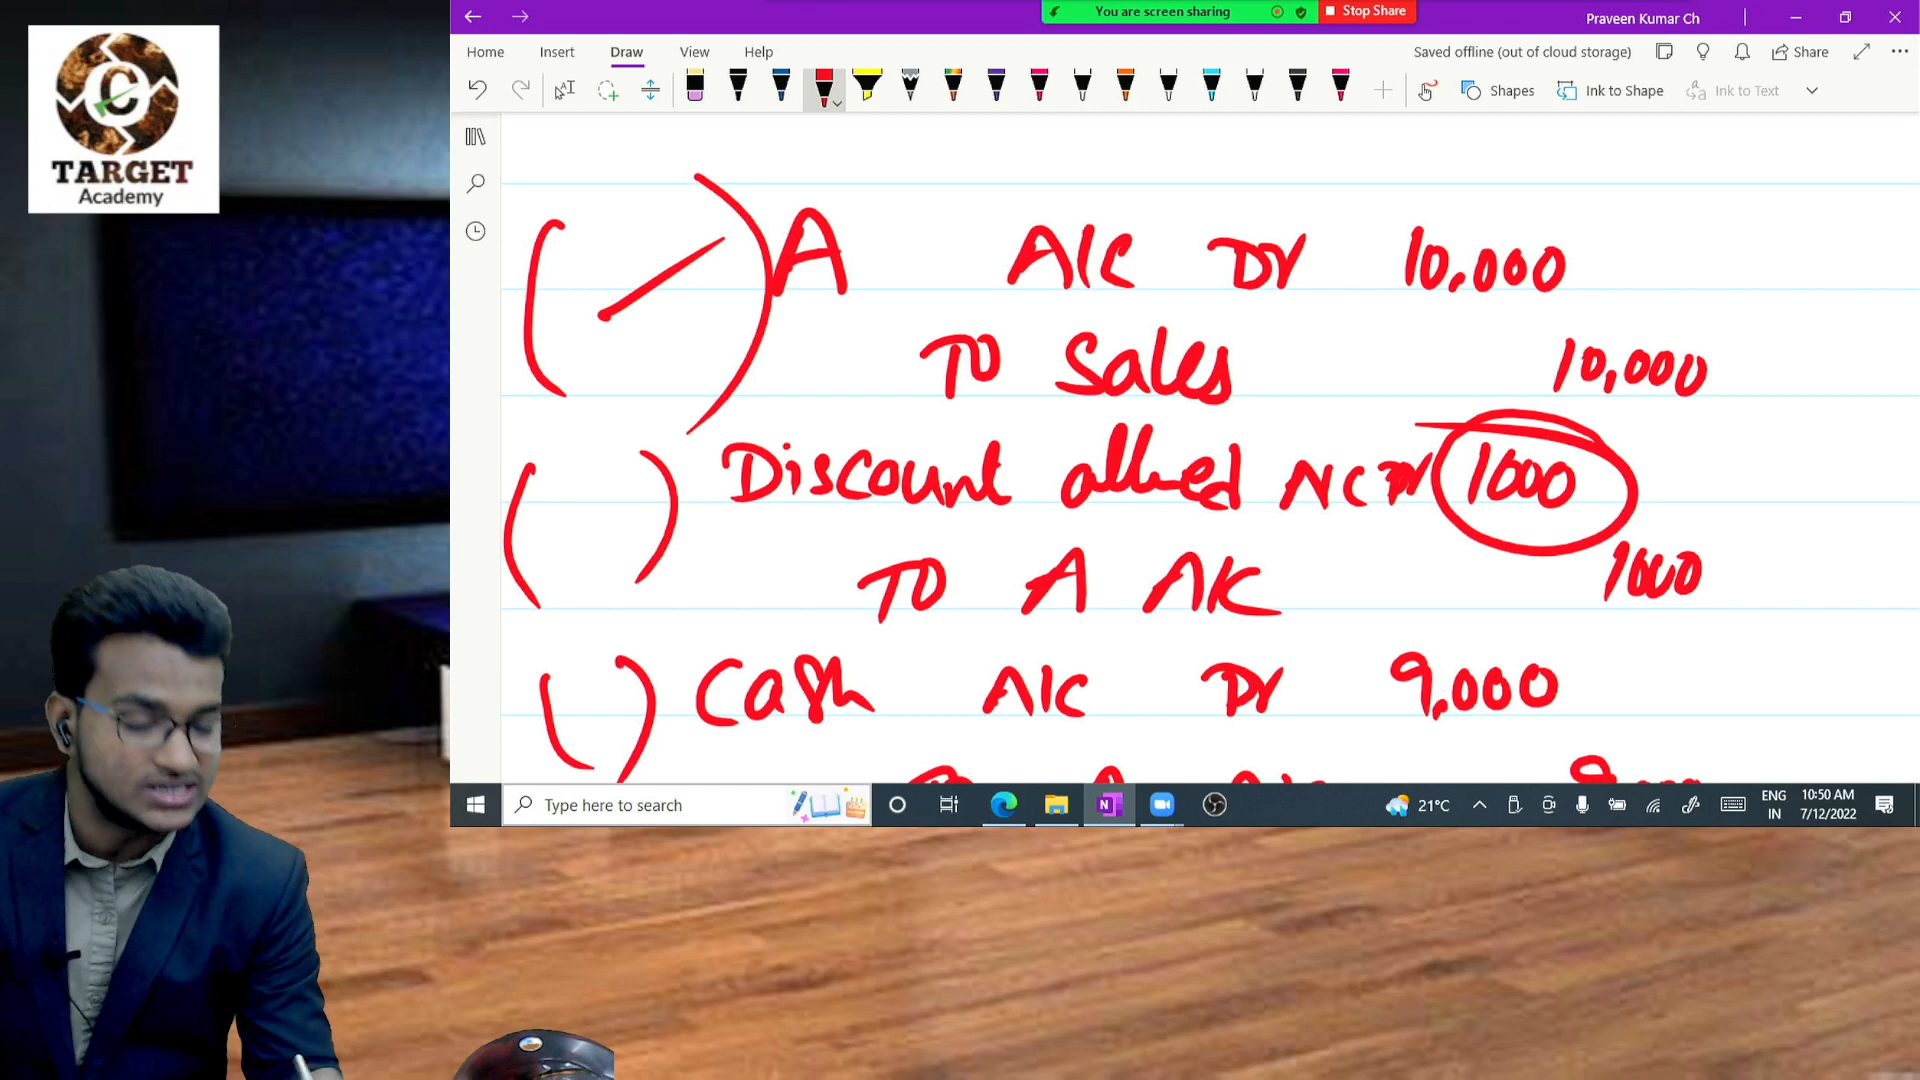 TARGET
Academy
You are screen sharing
Stop Share
Praveen Kumar Ch
Home Insert Draw View Help
Saved offline (out of cloud storage) Share
Shapes Ink to Shape Ink to Text
A A/C Dr 10,000
To Sales 10,000
Discount allwed A/C Dr 1000
To A A/C 1000
Cash A/C Dr 9,000
To A A/C
Type here to search
21°C
ENG
IN
10:50 AM
7/12/2022